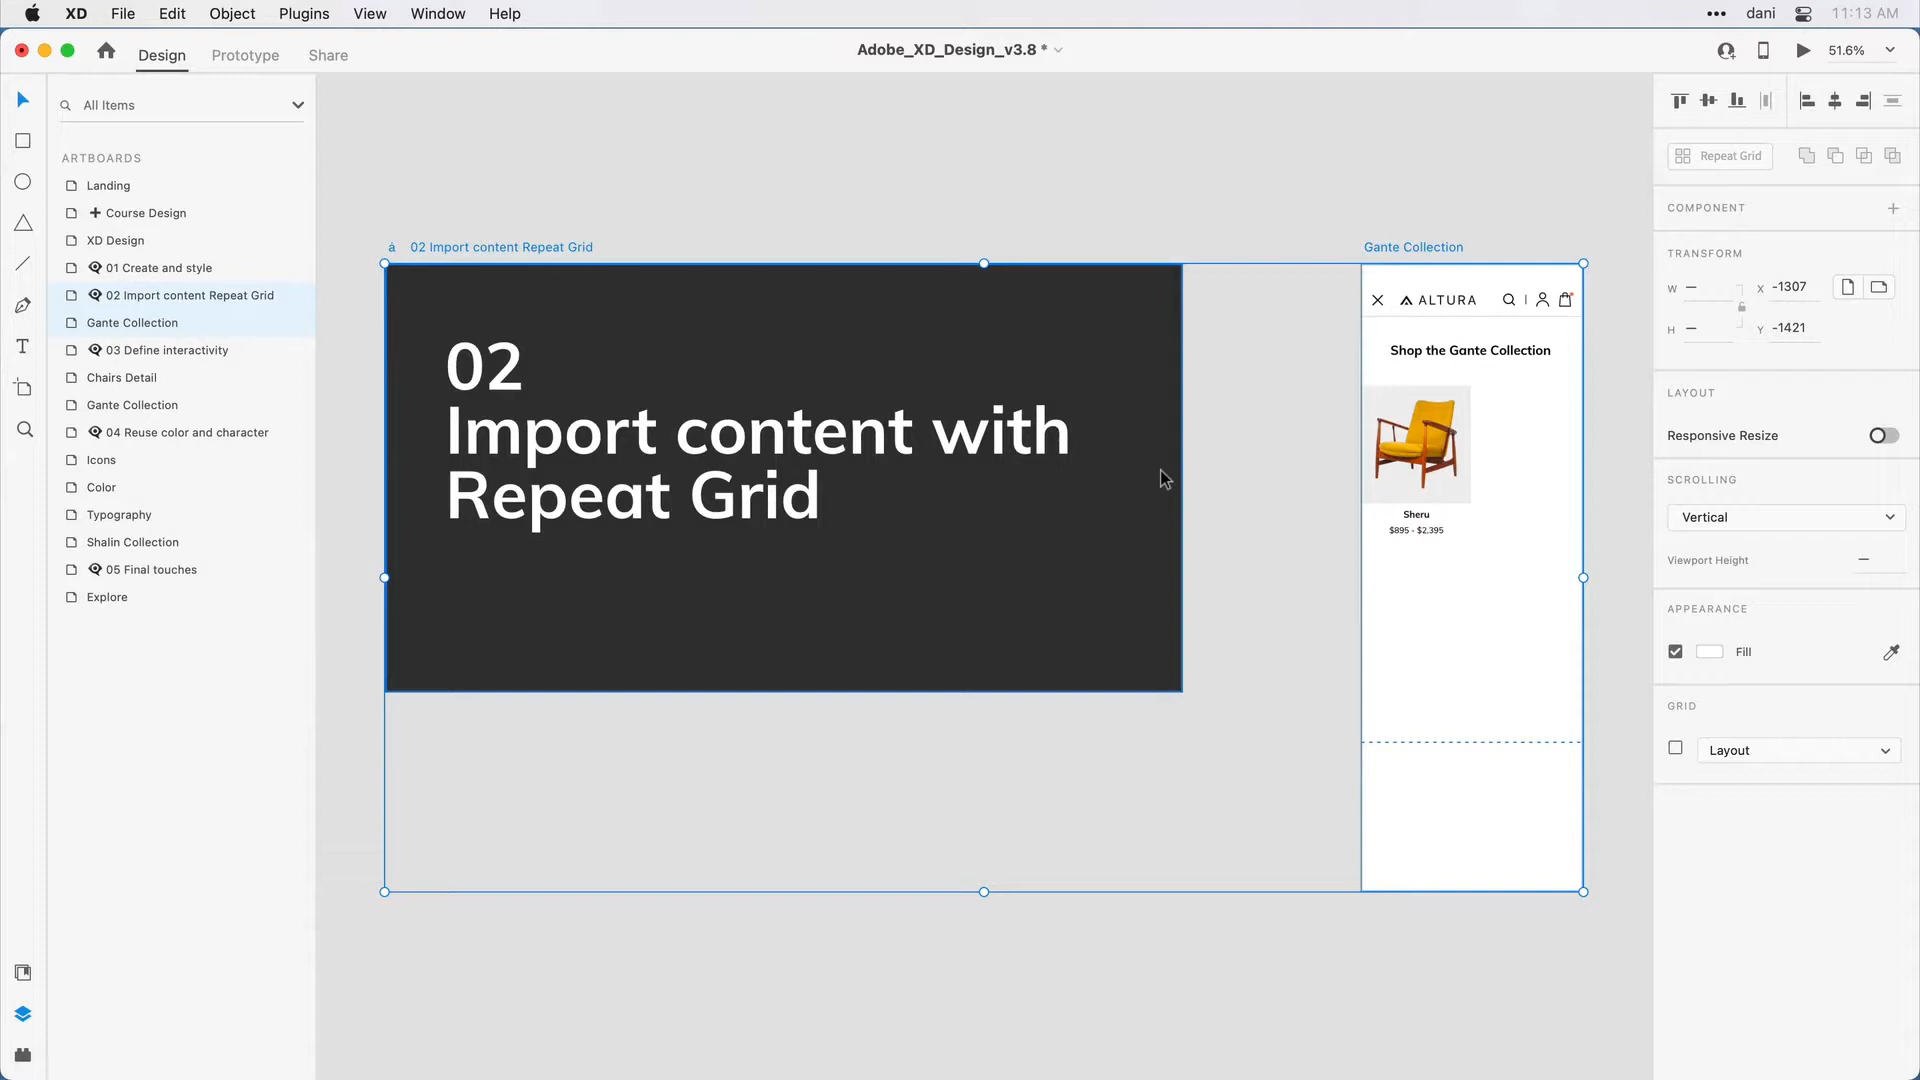 XD File Edit Object Plugins View Window Help
••• dani 11:13 AM
Design Prototype Share
Adobe_XD_Design_v3.8 *
51.6%
All Items
ARTBOARDS
Landing
Course Design
XD Design
01 Create and style
02 Import content Repeat Grid
Gante Collection
03 Define interactivity
Chairs Detail
Gante Collection
04 Reuse color and character
Icons
Color
Typography
Shalin Collection
05 Final touches
Explore
02 Import content Repeat Grid
02
Import content with
Repeat Grid
Gante Collection
ALTURA
Shop the Gante Collection
Sheru
$895 - $2,395
Repeat Grid
COMPONENT
TRANSFORM
W — X -1307
H — Y -1421
LAYOUT
Responsive Resize
SCROLLING
Vertical
Viewport Height —
APPEARANCE
Fill
GRID
Layout